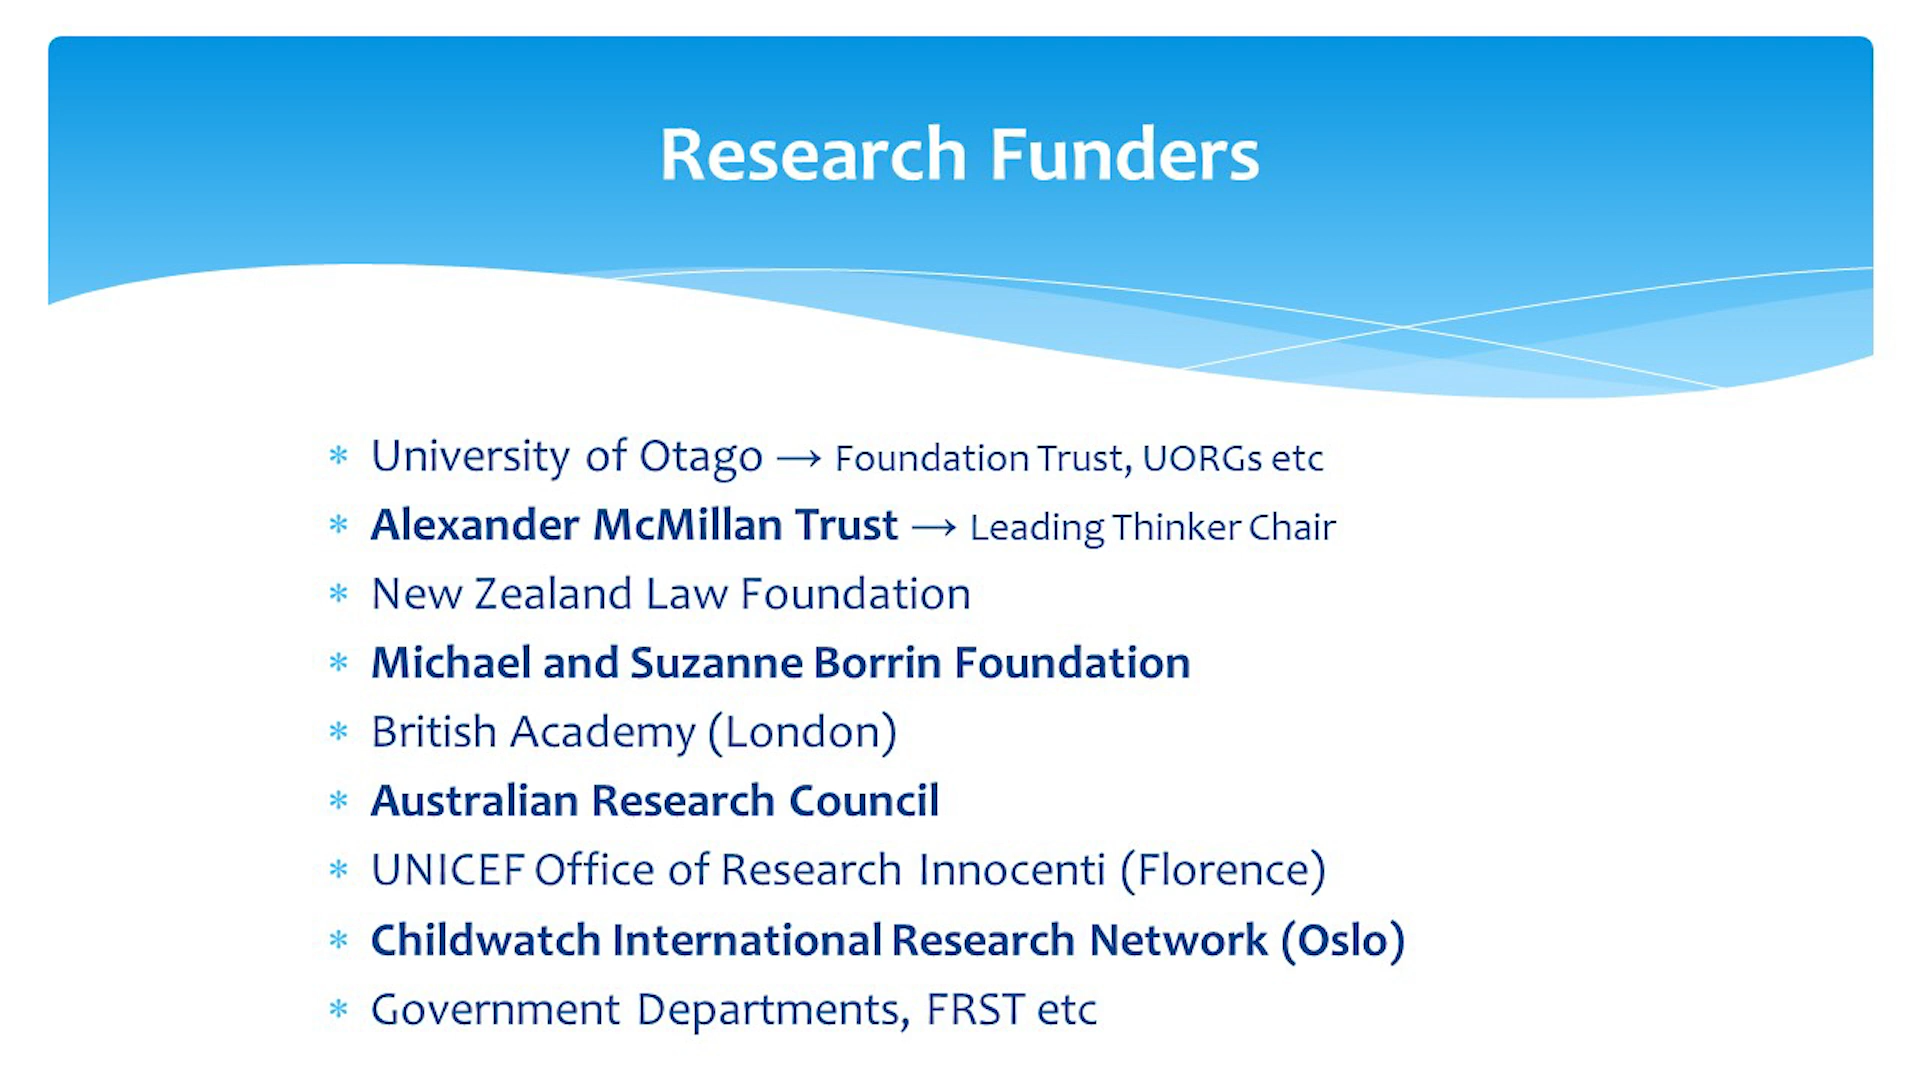 Research Funders
* University of Otago → Foundation Trust, UORGs etc
* Alexander McMillan Trust → Leading Thinker Chair
* New Zealand Law Foundation
* Michael and Suzanne Borrin Foundation
* British Academy (London)
* Australian Research Council
* UNICEF Office of Research Innocenti (Florence)
* Childwatch International Research Network (Oslo)
* Government Departments, FRST etc